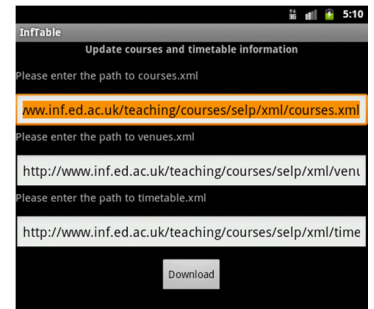 5:10
InfTable
Update courses and timetable information
Please enter the path to courses.xml
ww.inf.ed.ac.uk/teaching/courses/selp/xml/courses.xml
Please enter the path to venues.xml
http://www.inf.ed.ac.uk/teaching/courses/selp/xml/venu
Please enter the path to timetable.xml
http://www.inf.ed.ac.uk/teaching/courses/selp/xml/time
Download